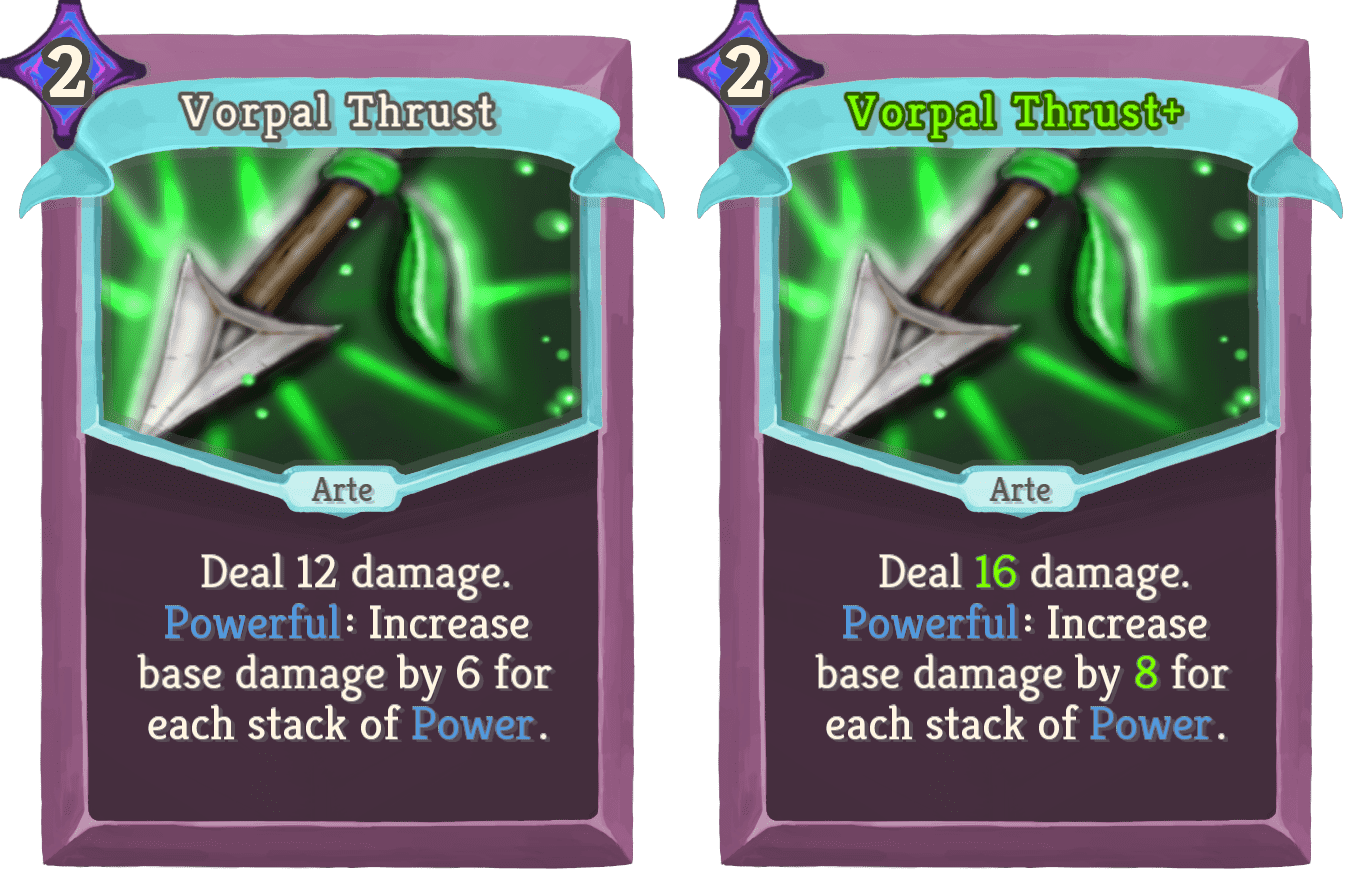 2
Vorpal Thrust
Arte
Deal 12 damage.
Powerful: Increase
base damage by 6 for
each stack of Power.
2
Vorpal Thrust+
Arte
Deal 16 damage.
Powerful: Increase
base damage by 8 for
each stack of Power.